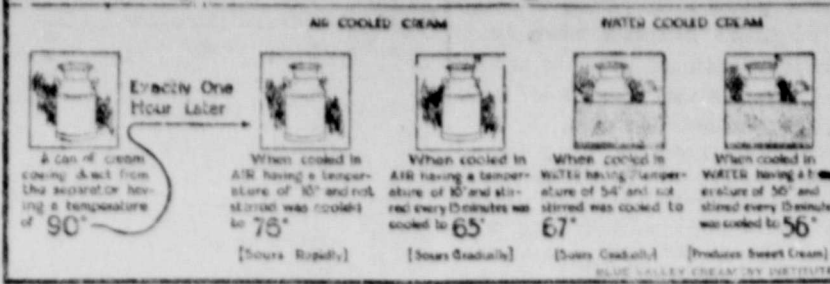 AIR COOLED CREAM
WATER COOLED CREAM
Exactly One
Hour Later
A can of cream
coming direct from
the separator hav-
ing a temperature
of 90°
When cooled in
AIR having a temper-
ature of and not
stirred was cooled
to 76°
[Sours Rapidly]
When cooled in
AIR having a temper-
ature of and stir-
red every 15 minutes was
cooled to 65°
[Sours Gradually]
When cooled in
WATER having temper-
ature of 54° and not
stirred was cooled to
67°
[Sours Gradually]
When cooled in
WATER having a tem
erature of and
stirred every 15 minutes
was cooled to 56°
[Produces Sweet Cream]
BLUE VALLEY CREAMERY INSTITUTE